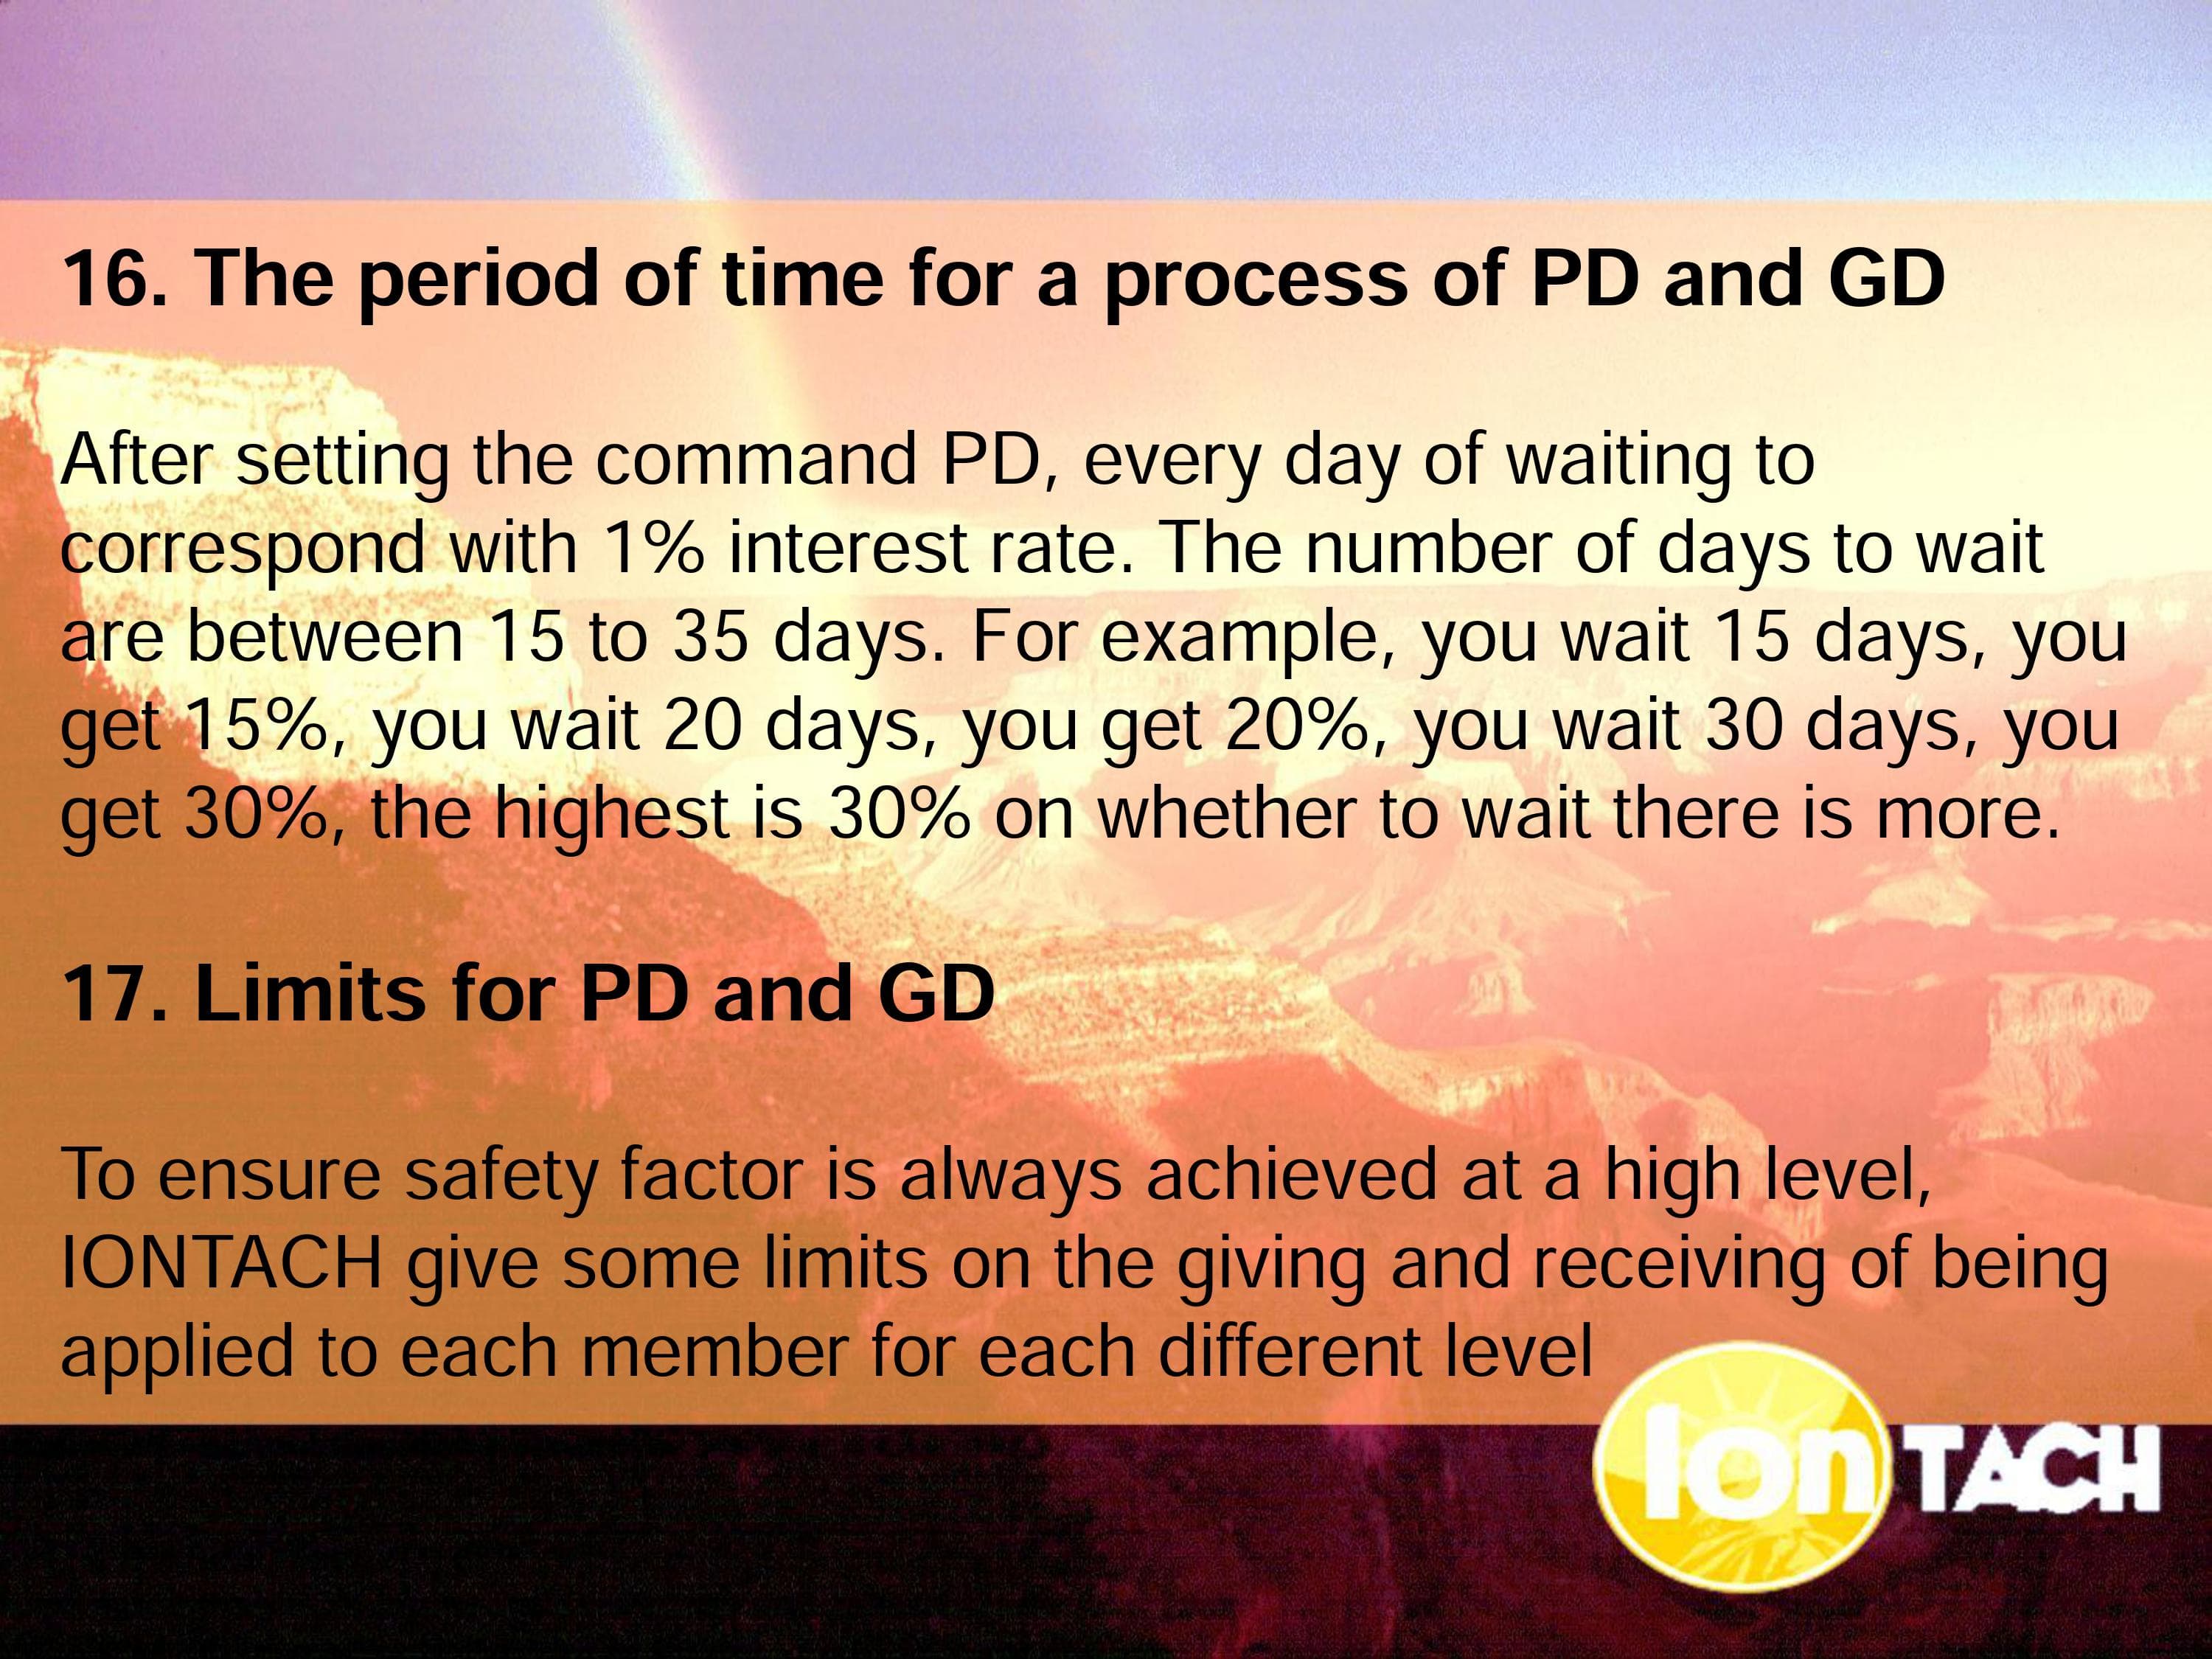 16. The period of time for a process of PD and GD
After setting the command PD, every day of waiting to
correspond with 1% interest rate. The number of days to wait
are between 15 to 35 days. For example, you wait 15 days, you
get 15%, you wait 20 days, you get 20%, you wait 30 days, you
get 30%, the highest is 30% on whether to wait there is more.
17. Limits for PD and GD
To ensure safety factor is always achieved at a high level,
IONTACH give some limits on the giving and receiving of being
applied to each member for each different level
Ion TACH